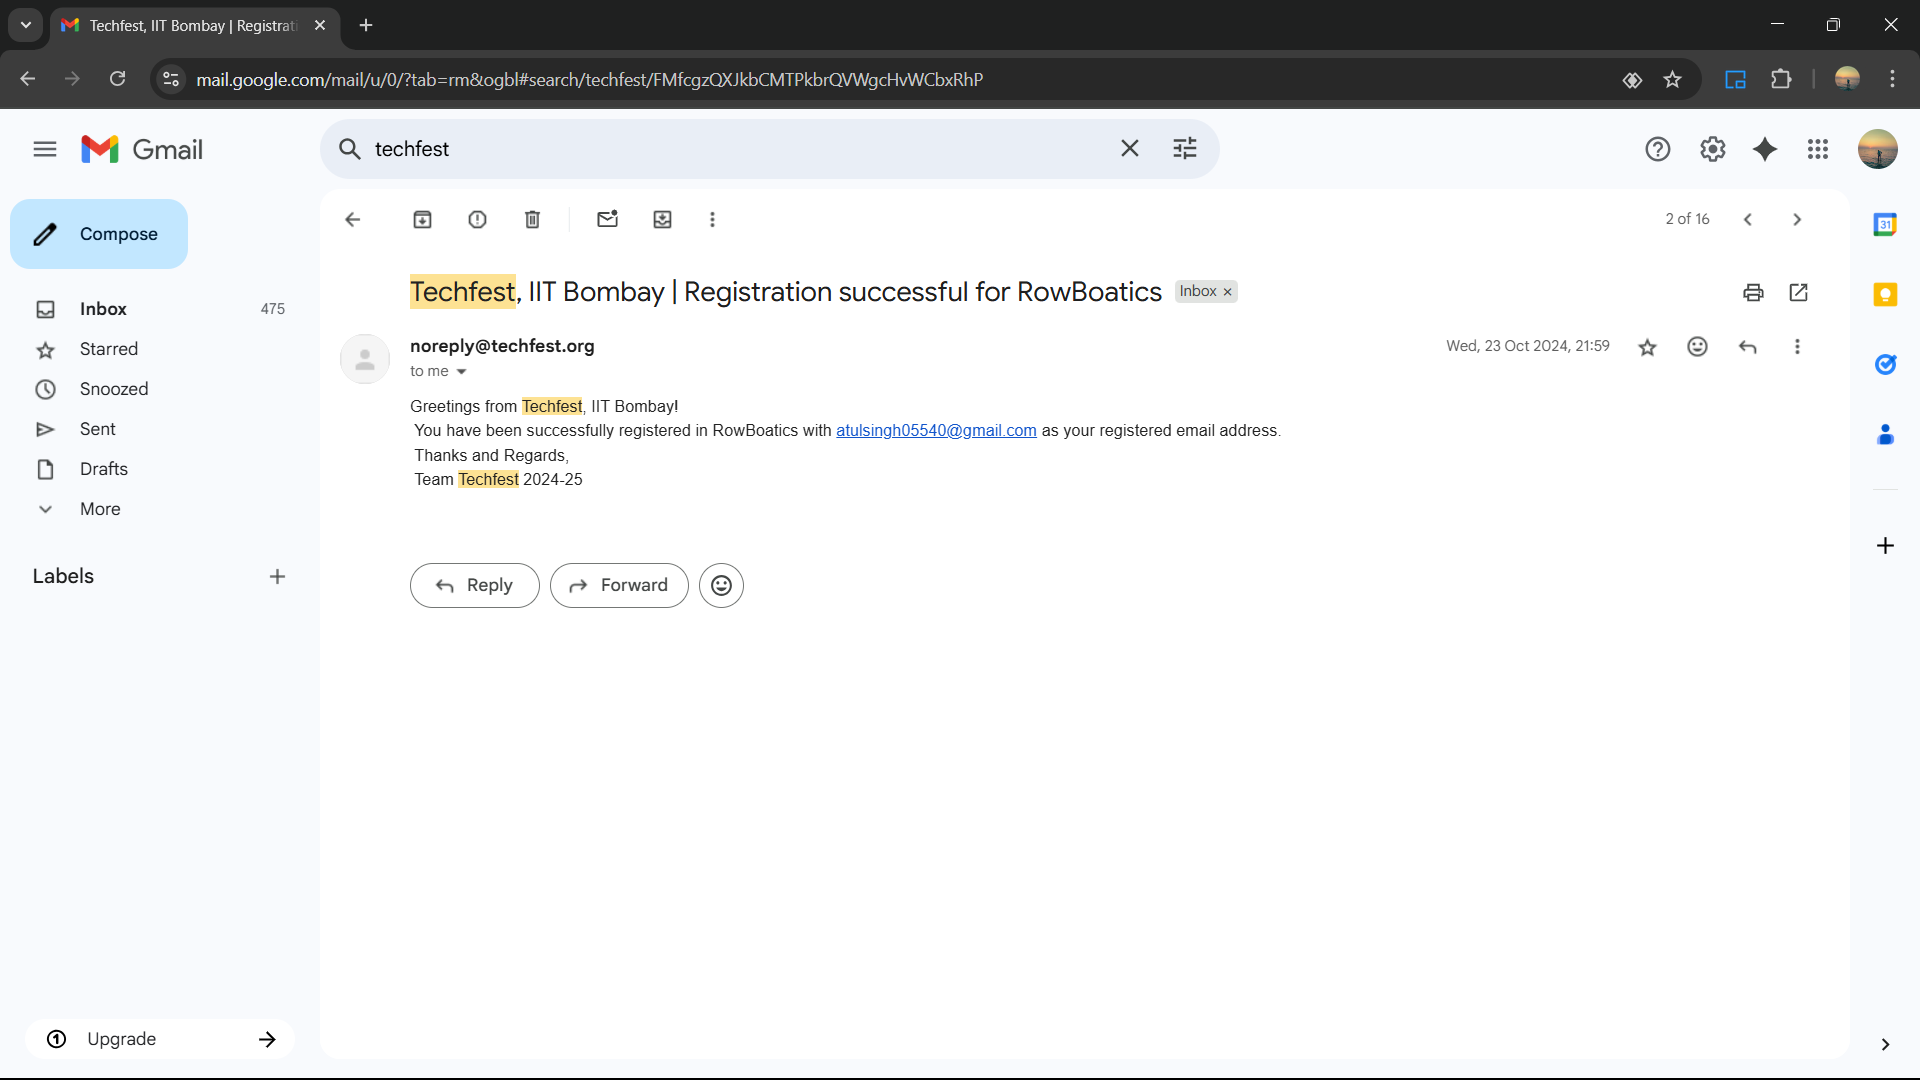 Techfest, IIT Bombay | Registrati
mail.google.com/mail/u/0/?tab=rm&ogbl#search/techfest/FMfcgzQXJkbCMTPkbrQVWgcHvWCbxRhP
Gmail
techfest
Compose
2 of 16
Inbox 475
Starred
Snoozed
Sent
Drafts
More
Labels
Techfest, IIT Bombay | Registration successful for RowBoatics Inbox
noreply@techfest.org
Wed, 23 Oct 2024, 21:59
to me
Greetings from Techfest, IIT Bombay!
You have been successfully registered in RowBoatics with atulsingh05540@gmail.com as your registered email address.
Thanks and Regards,
Team Techfest 2024-25
Reply
Forward
31
1 Upgrade